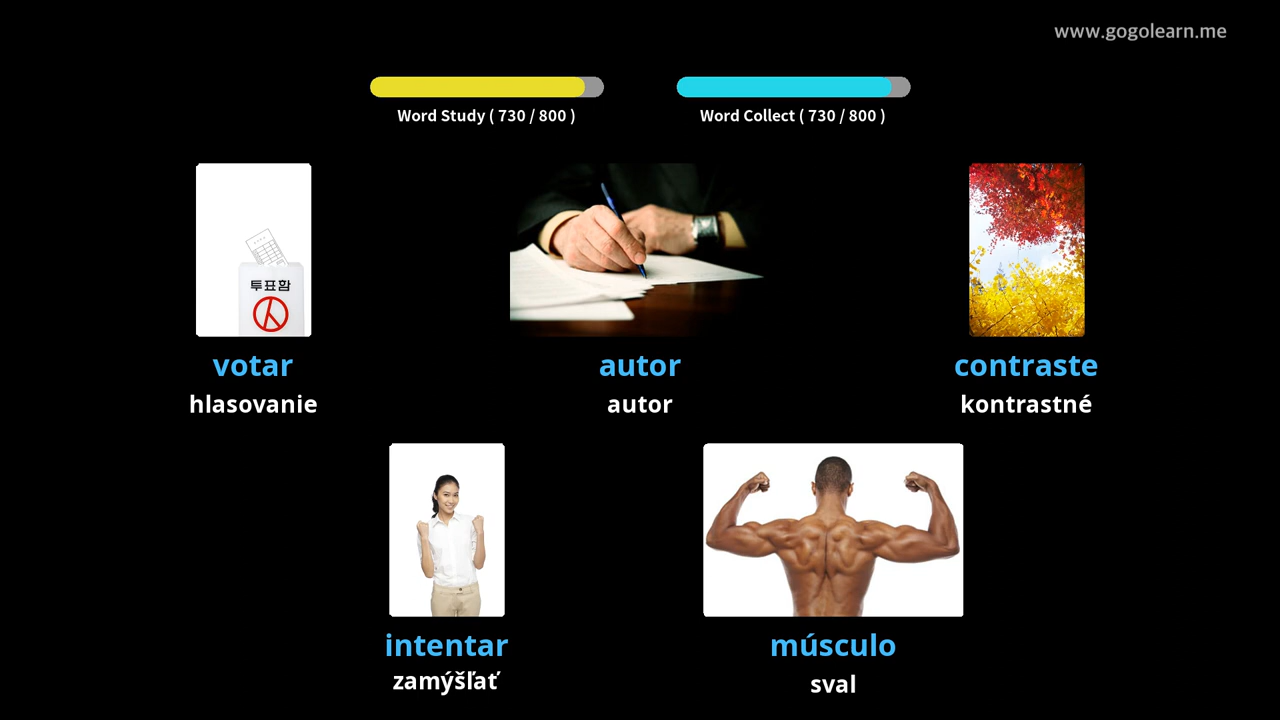 www.gogolearn.me
Word Study ( 730 / 800 )
Word Collect ( 730 / 800 )
투표함
votar
hlasovanie
autor
autor
contraste
kontrastné
intentar
zamýšľať
músculo
sval